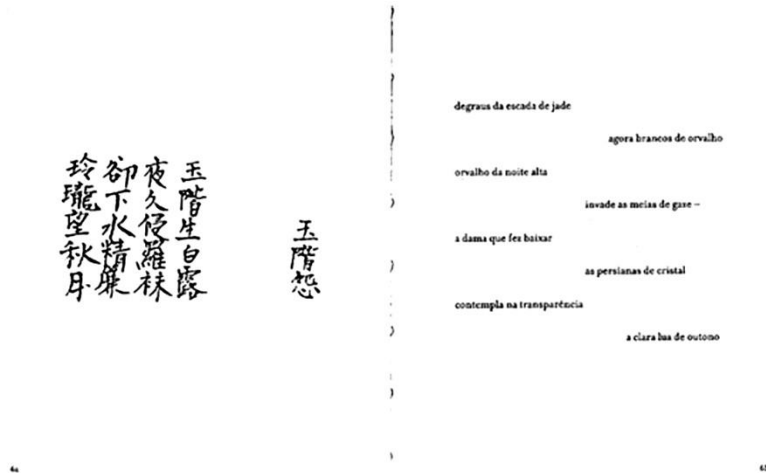 玉階怨
玉階生白露
夜久侵羅袜
卻下水精簾
玲瓏望秋月
degraus da escada de jade
agora brancos de orvalho
orvalho da noite alta
invade as meias de gaze –
a dama que fez baixar
as persianas de cristal
contempla na transparência
a clara lua de outono